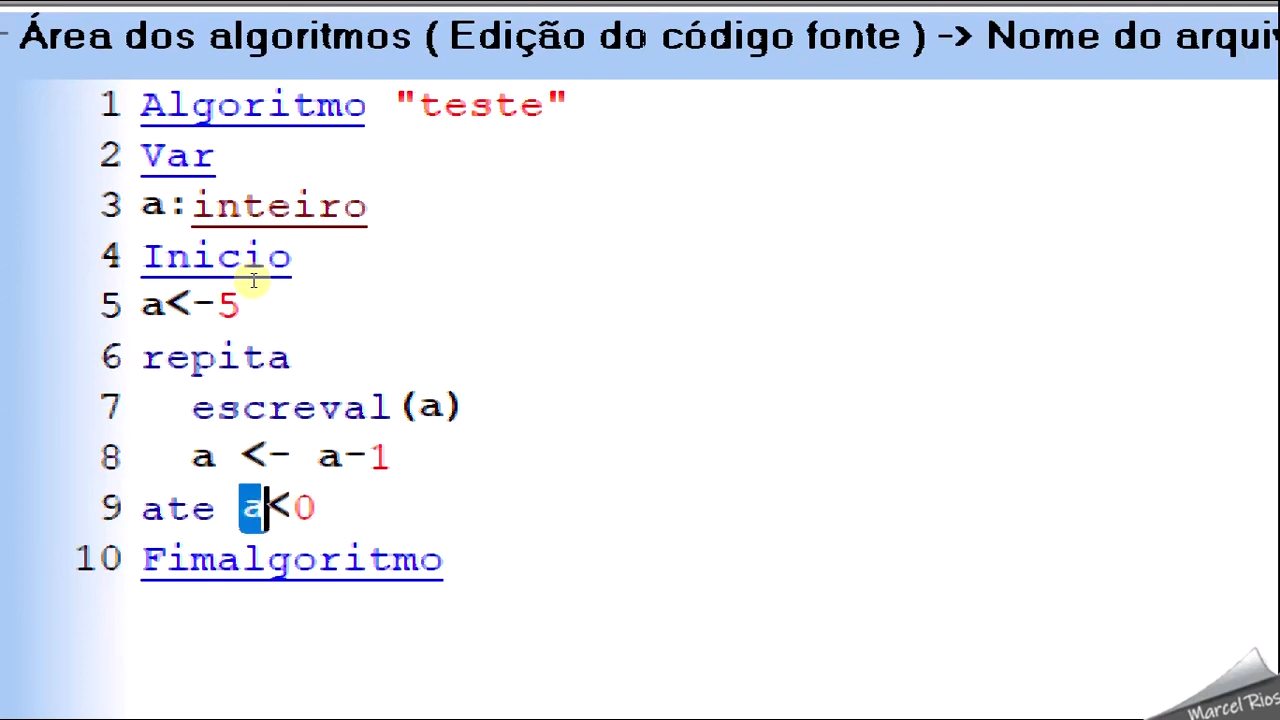 Área dos algoritmos ( Edição do código fonte ) -> Nome do
1 Algoritmo "teste"
2 Var
3 a:inteiro
4 Inicio
5 a<-5
6 repita
7 escreval(a)
8 a <- a-1
9 ate a<0
10 Fimalgoritmo
Marcel Rios